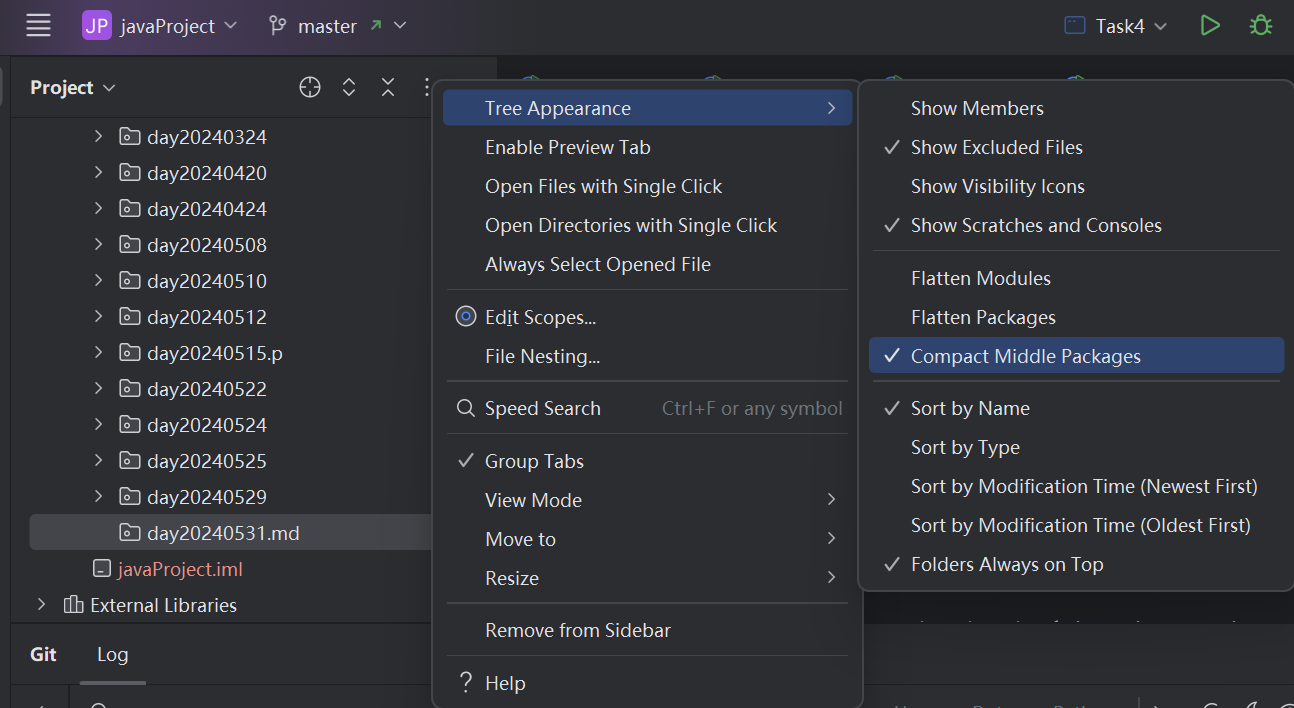 JP javaProject master Task4
Project
day20240324
day20240420
day20240424
day20240508
day20240510
day20240512
day20240515.p
day20240522
day20240524
day20240525
day20240529
day20240531.md
javaProject.iml
External Libraries
Git Log
Tree Appearance
Enable Preview Tab
Open Files with Single Click
Open Directories with Single Click
Always Select Opened File
Edit Scopes...
File Nesting...
Speed Search Ctrl+F or any symbol
Group Tabs
View Mode
Move to
Resize
Remove from Sidebar
? Help
Show Members
Show Excluded Files
Show Visibility Icons
Show Scratches and Consoles
Flatten Modules
Flatten Packages
Compact Middle Packages
Sort by Name
Sort by Type
Sort by Modification Time (Newest First)
Sort by Modification Time (Oldest First)
Folders Always on Top